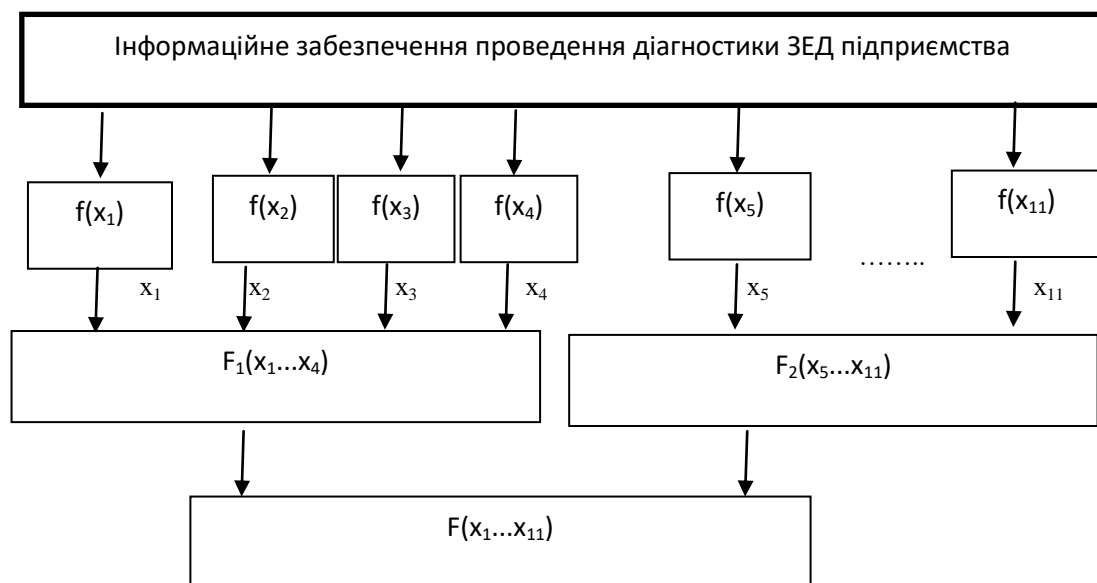 Інформаційне забезпечення проведення діагностики ЗЕД підприємства
f(x₁) f(x₂) f(x₃) f(x₄) f(x₅) f(x₁₁)
……..
x₁ x₂ x₃ x₄ x₅ x₁₁
F₁(x₁...x₄) F₂(x₅...x₁₁)
F(x₁...x₁₁)